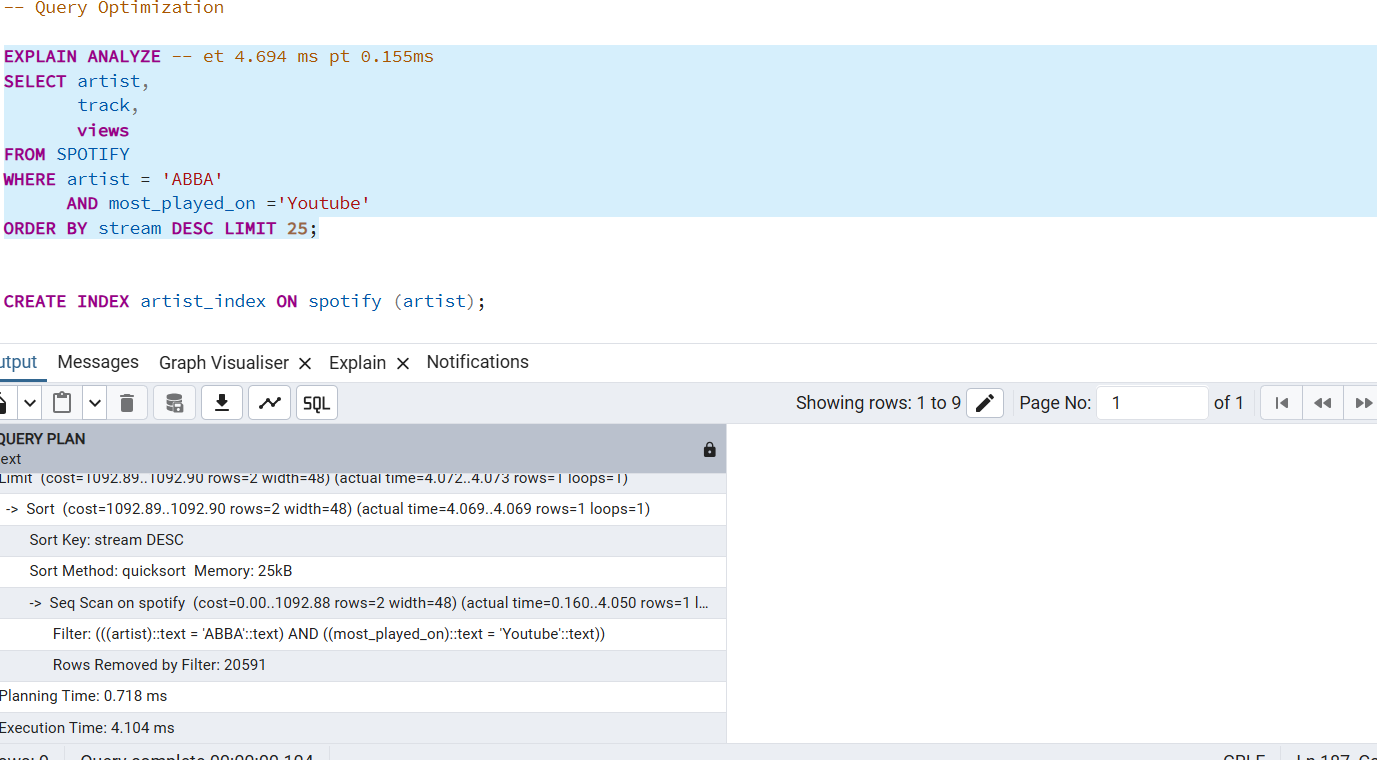 -- Query Optimization
EXPLAIN ANALYZE -- et 4.694 ms pt 0.155ms
SELECT artist,
track,
views
FROM SPOTIFY
WHERE artist = 'ABBA'
AND most_played_on ='Youtube'
ORDER BY stream DESC LIMIT 25;
CREATE INDEX artist_index ON spotify (artist);
utput Messages Graph Visualiser Explain Notifications
SQL Showing rows: 1 to 9 Page No: 1 of 1
QUERY PLAN
ext
Limit (cost=1092.89..1092.90 rows=2 width=48) (actual time=4.072..4.073 rows=1 loops=1)
-> Sort (cost=1092.89..1092.90 rows=2 width=48) (actual time=4.069..4.069 rows=1 loops=1)
Sort Key: stream DESC
Sort Method: quicksort Memory: 25kB
-> Seq Scan on spotify (cost=0.00..1092.88 rows=2 width=48) (actual time=0.160..4.050 rows=1 l...
Filter: (((artist)::text = 'ABBA'::text) AND ((most_played_on)::text = 'Youtube'::text))
Rows Removed by Filter: 20591
Planning Time: 0.718 ms
Execution Time: 4.104 ms
Query complete 00:00:00.104 CRLF Ln 187,